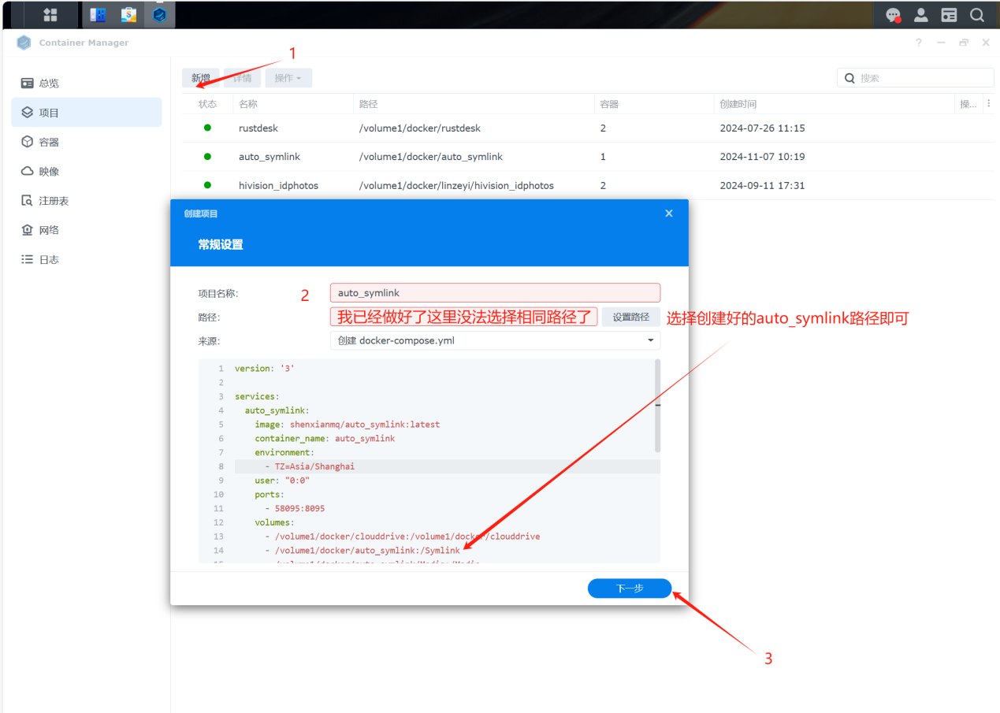 Container Manager
1
总览
项目
容器
映像
注册表
网络
日志
新增 详情 操作
搜索
状态 名称 路径 容器 创建时间 操...
rustdesk /volume1/docker/rustdesk 2 2024-07-26 11:15
auto_symlink /volume1/docker/auto_symlink 1 2024-11-07 10:19
hivision_idphotos /volume1/docker/linzeyi/hivision_idphotos 2 2024-09-11 17:31
创建项目
常规设置
项目名称: 2 auto_symlink
路径: 我已经做好了这里没法选择相同路径了 设置路径 选择创建好的auto_symlink路径即可
来源: 创建 docker-compose.yml
1 version: '3'
2
3 services:
4 auto_symlink:
5 image: shenxianmq/auto_symlink:latest
6 container_name: auto_symlink
7 environment:
8 - TZ=Asia/Shanghai
9 user: "0:0"
10 ports:
11 - 58095:8095
12 volumes:
13 - /volume1/docker/clouddrive:/volume1/docker/clouddrive
14 - /volume1/docker/auto_symlink:/Symlink
下一步
3